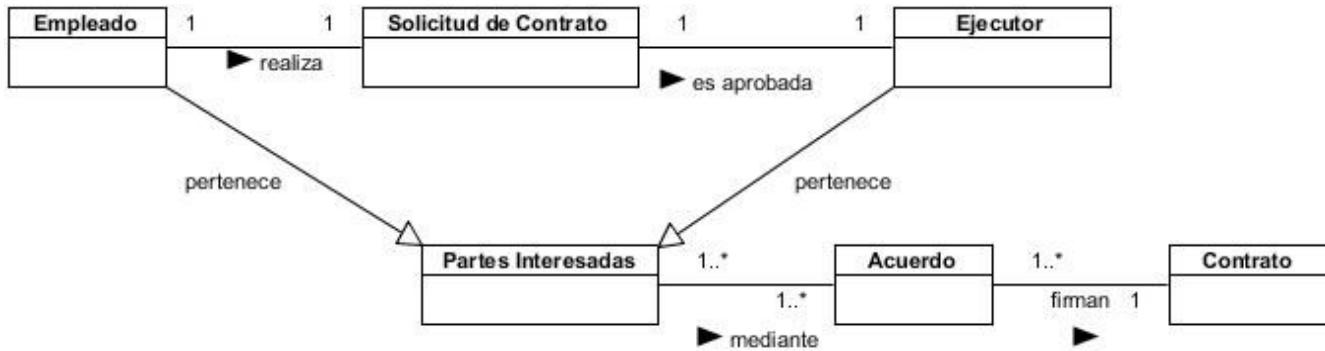 Empleado
1
1
Solicitud de Contrato
1
1
Ejecutor
realiza
es aprobada
pertenece
pertenece
Partes Interesadas
1..*
Acuerdo
1..*
Contrato
1..*
firman
1
mediante